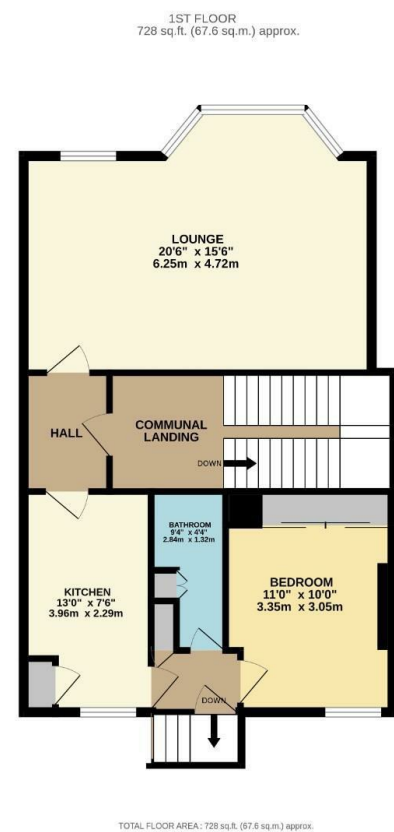 1ST FLOOR
728 sq.ft. (67.6 sq.m.) approx.
LOUNGE
20'6" x 15'6"
6.25m x 4.72m
HALL
COMMUNAL
LANDING
DOWN
BATHROOM
9'4" x 4'4"
2.84m x 1.32m
KITCHEN
13'0" x 7'6"
3.96m x 2.29m
BEDROOM
11'0" x 10'0"
3.35m x 3.05m
DOWN
TOTAL FLOOR AREA : 728 sq.ft. (67.6 sq.m.) approx.